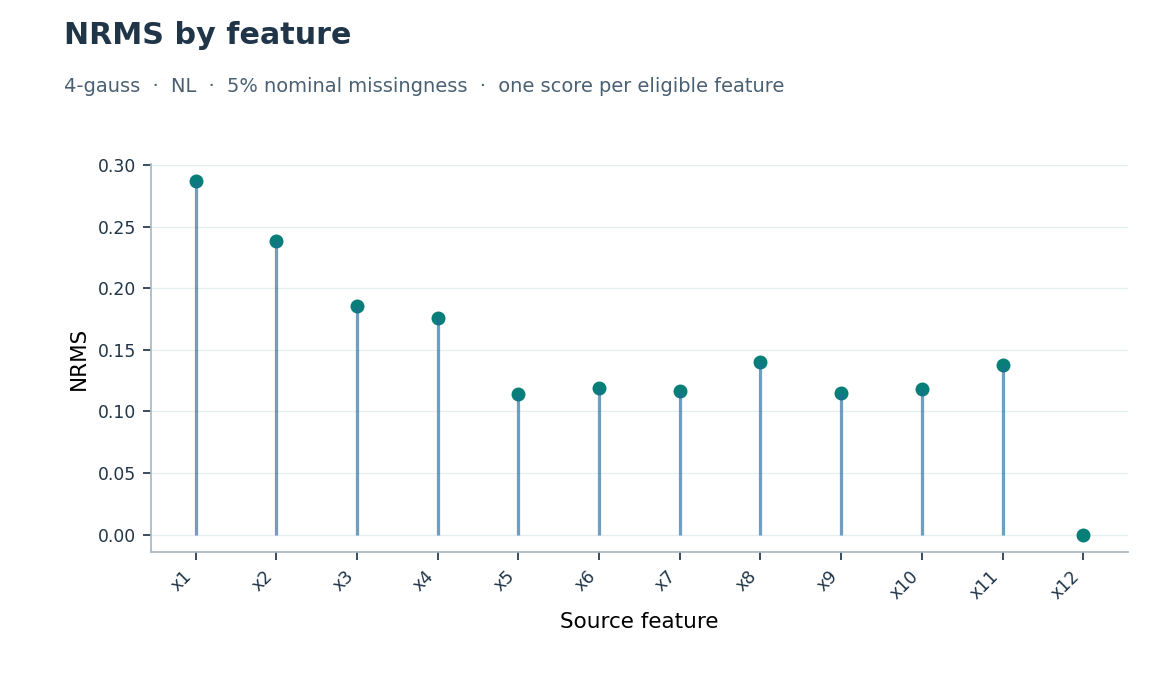 NRMS by feature
4-gauss · NL · 5% nominal missingness · one score per eligible feature
0.30
0.25
0.20
0.15
0.10
0.05
0.00
NRMS
x1 x2 x3 x4 x5 x6 x7 x8 x9 x10 x11 x12
Source feature